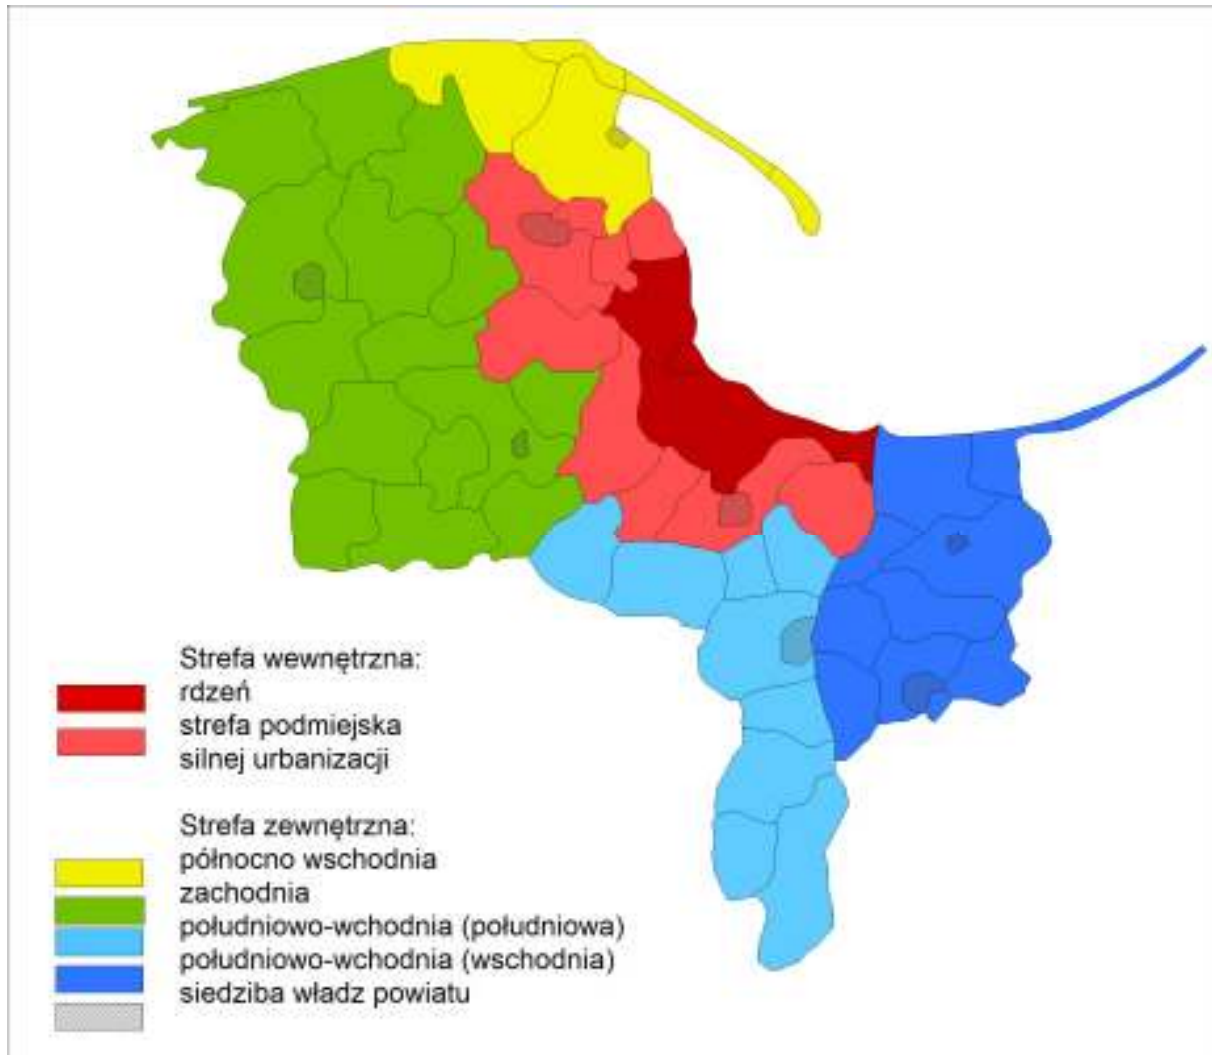 Strefa wewnętrzna:
rdzeń
strefa podmiejska
silnej urbanizacji
Strefa zewnętrzna:
północno wschodnia
zachodnia
południowo-wchodnia (południowa)
południowo-wchodnia (wschodnia)
siedziba władz powiatu